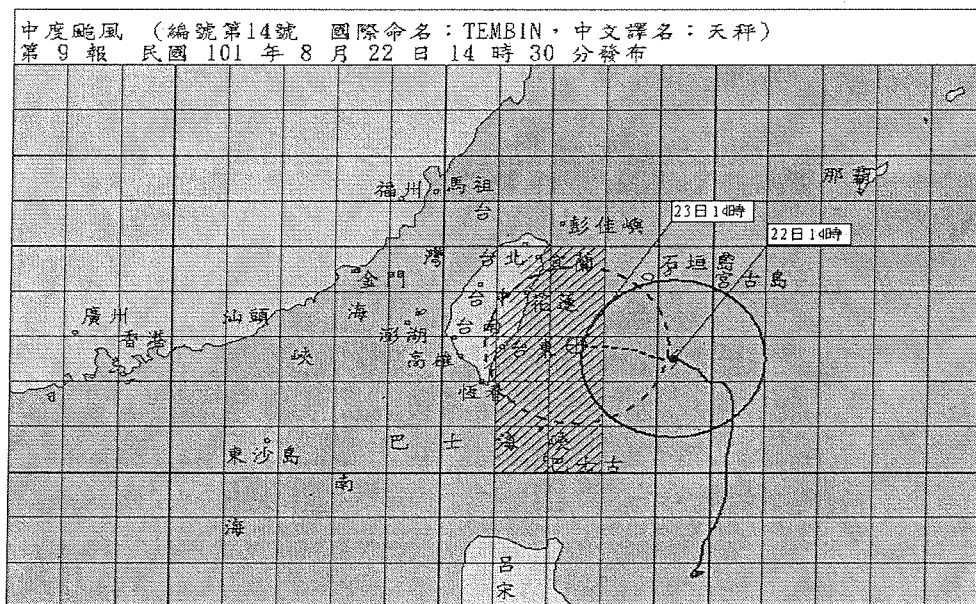 中度颱風 (編號第14號 國際命名:TEMBIN,中文譯名:天秤)
第 9 報 民國 101 年 8 月 22 日 14 時 30 分發布
那霸
福州
馬祖
台
彭佳嶼
23日14時
22日14時
灣
台北
宜蘭
石垣島
宮古島
金門
台中
花蓮
海
廣州
汕頭
澎湖
台南
香港
峽
高雄
台東
恆春
東沙島
巴 士 海 峽
巴士古
南
海
呂
宋